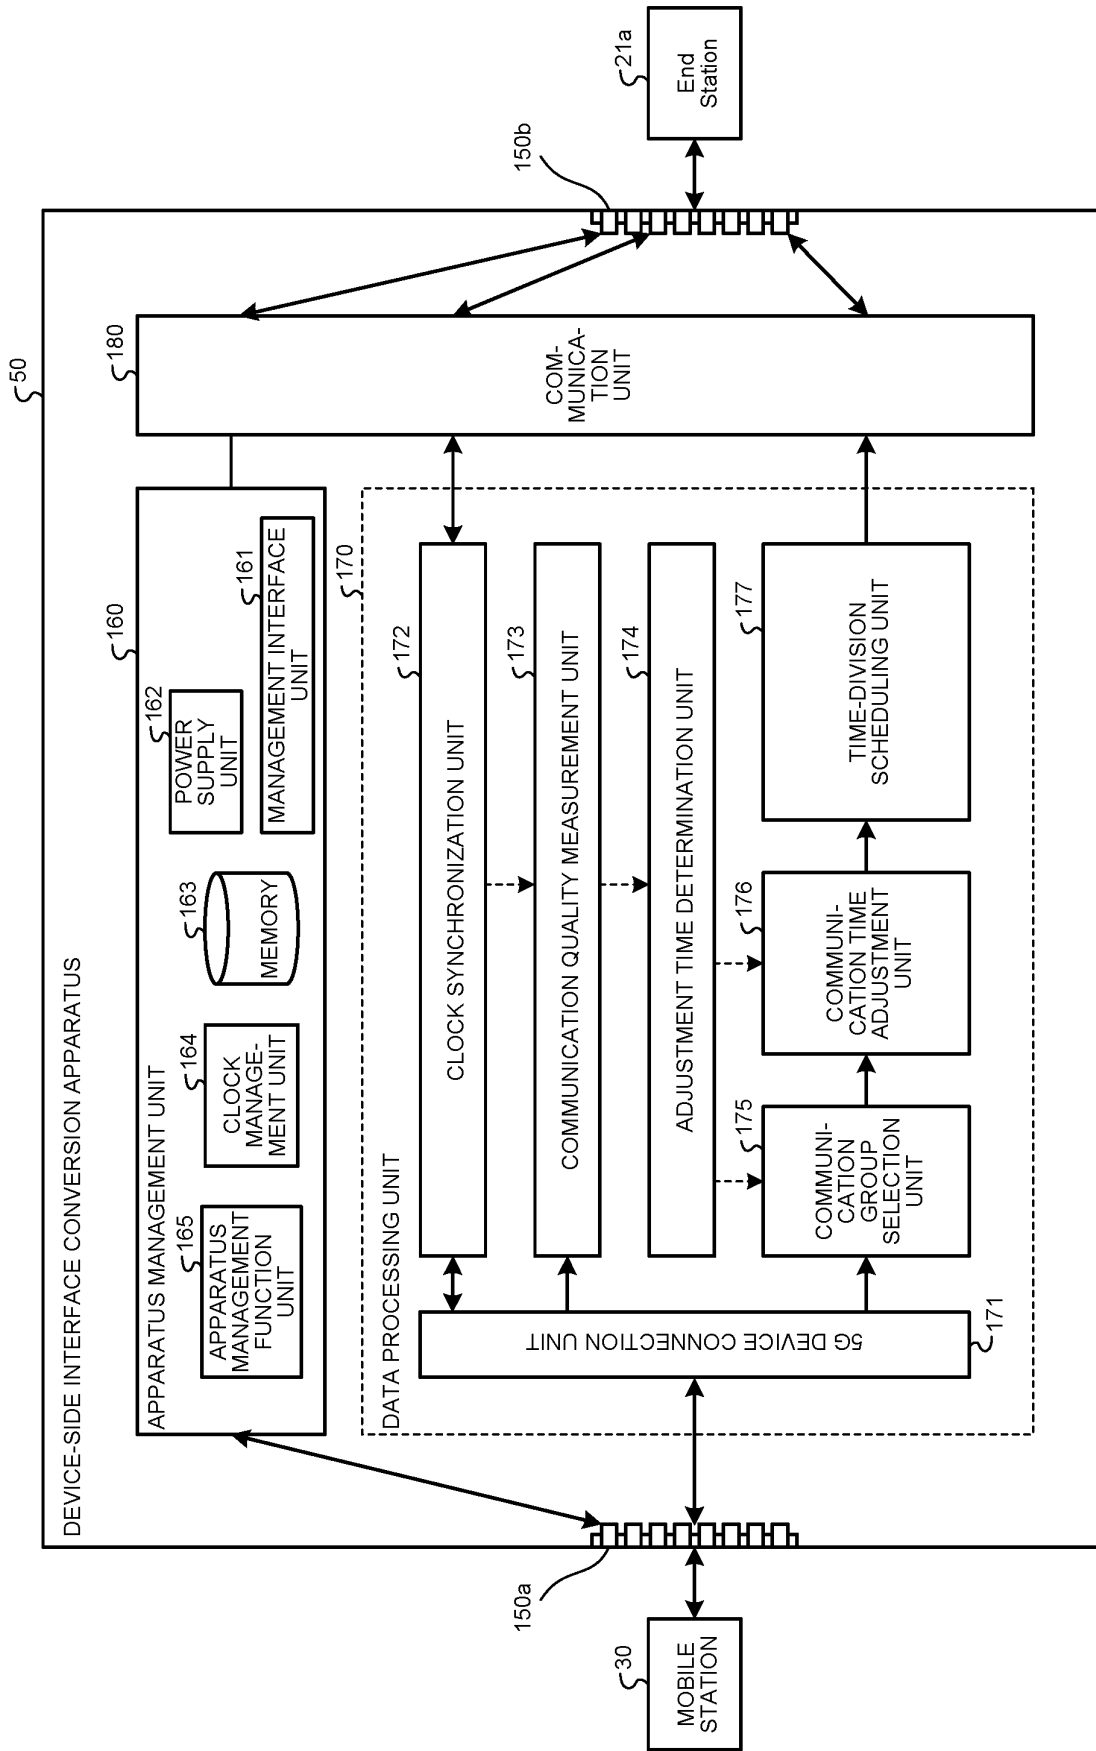 50
DEVICE-SIDE INTERFACE CONVERSION APPARATUS
160
APPARATUS MANAGEMENT UNIT
165
APPARATUS
MANAGEMENT
FUNCTION
UNIT
164
CLOCK
MANAGE-
MENT UNIT
163
MEMORY
162
POWER
SUPPLY
UNIT
161
MANAGEMENT INTERFACE
UNIT
180
COM-
MUNICA-
TION
UNIT
170
DATA PROCESSING UNIT
172
CLOCK SYNCHRONIZATION UNIT
173
COMMUNICATION QUALITY MEASUREMENT UNIT
174
ADJUSTMENT TIME DETERMINATION UNIT
175
COMMUNI-
CATION
GROUP
SELECTION
UNIT
176
COMMUNI-
CATION TIME
ADJUSTMENT
UNIT
177
TIME-DIVISION
SCHEDULING UNIT
5G DEVICE CONNECTION UNIT
171
150a
30
MOBILE
STATION
150b
21a
End
Station